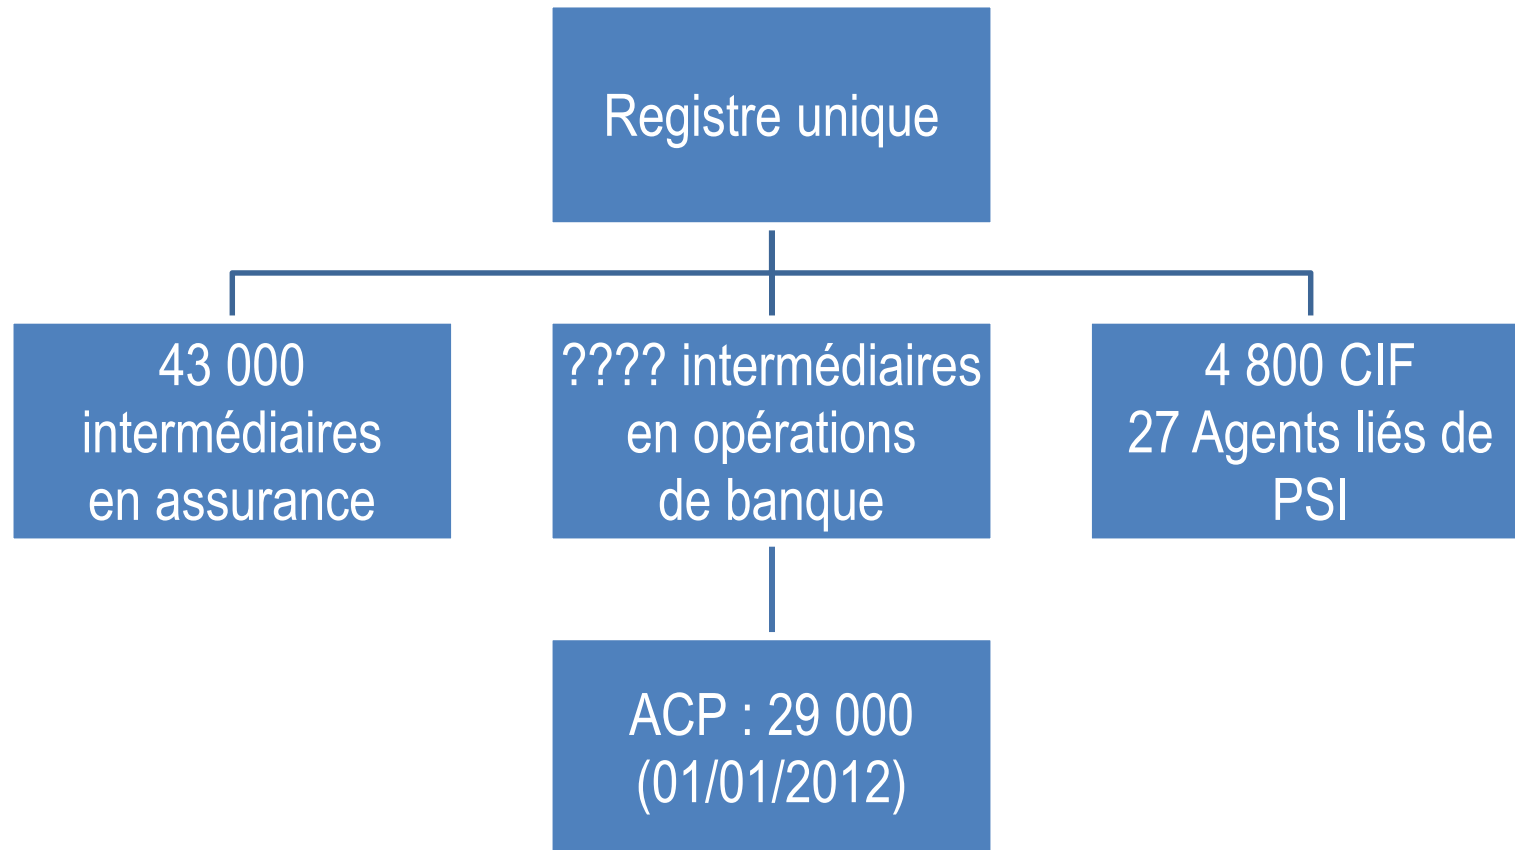 Registre unique
43 000
intermédiaires
en assurance
???? intermédiaires
en opérations
de banque
4 800 CIF
27 Agents liés de
PSI
ACP : 29 000
(01/01/2012)